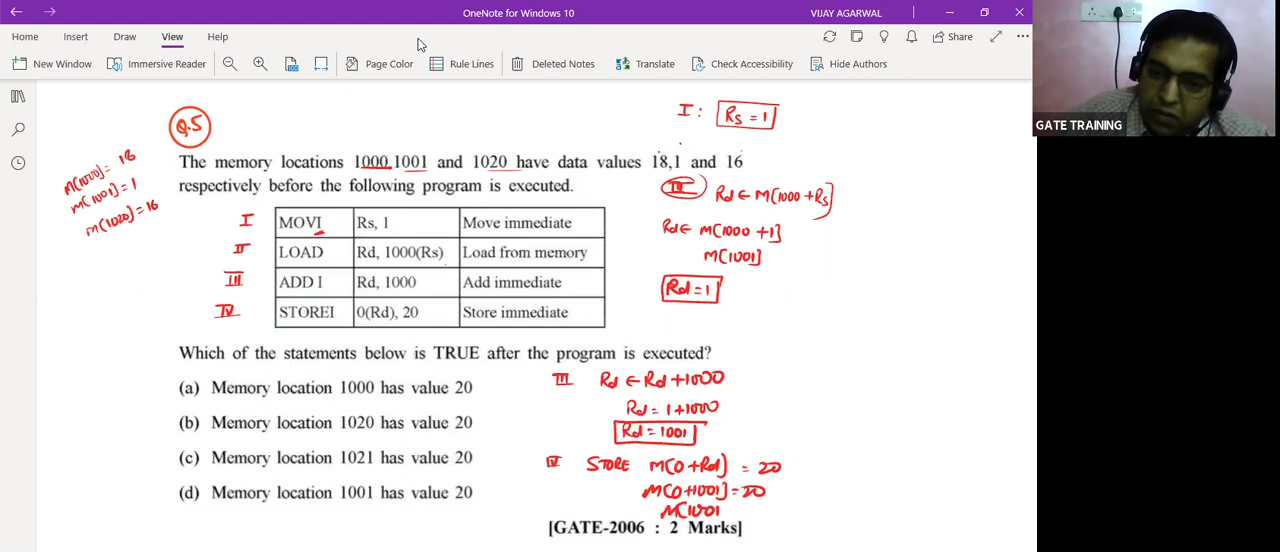 OneNote for Windows 10
VIJAY AGARWAL
Home Insert Draw View Help
Share
New Window Immersive Reader Page Color Rule Lines Deleted Notes Translate Check Accessibility Hide Authors
GATE TRAINING
Q.5
I : Rs = 1
The memory locations 1000, 1001 and 1020 have data values 18,1 and 16
respectively before the following program is executed.
M(1000) = 18
M(1001) = 1
M(1020) = 16
II Rd ← M[1000 + Rs]
Rd ← M[1000 + 1]
M[1001]
Rd = 1
I MOVI Rs, 1 Move immediate
II LOAD Rd, 1000(Rs) Load from memory
III ADD I Rd, 1000 Add immediate
IV STOREI 0(Rd), 20 Store immediate
Which of the statements below is TRUE after the program is executed?
(a) Memory location 1000 has value 20
(b) Memory location 1020 has value 20
(c) Memory location 1021 has value 20
(d) Memory location 1001 has value 20
III Rd ← Rd + 1000
Rd = 1 + 1000
Rd = 1001
IV STORE M[0 + Rd] = 20
M[0 + 1001] = 20
M[1001
[GATE-2006 : 2 Marks]